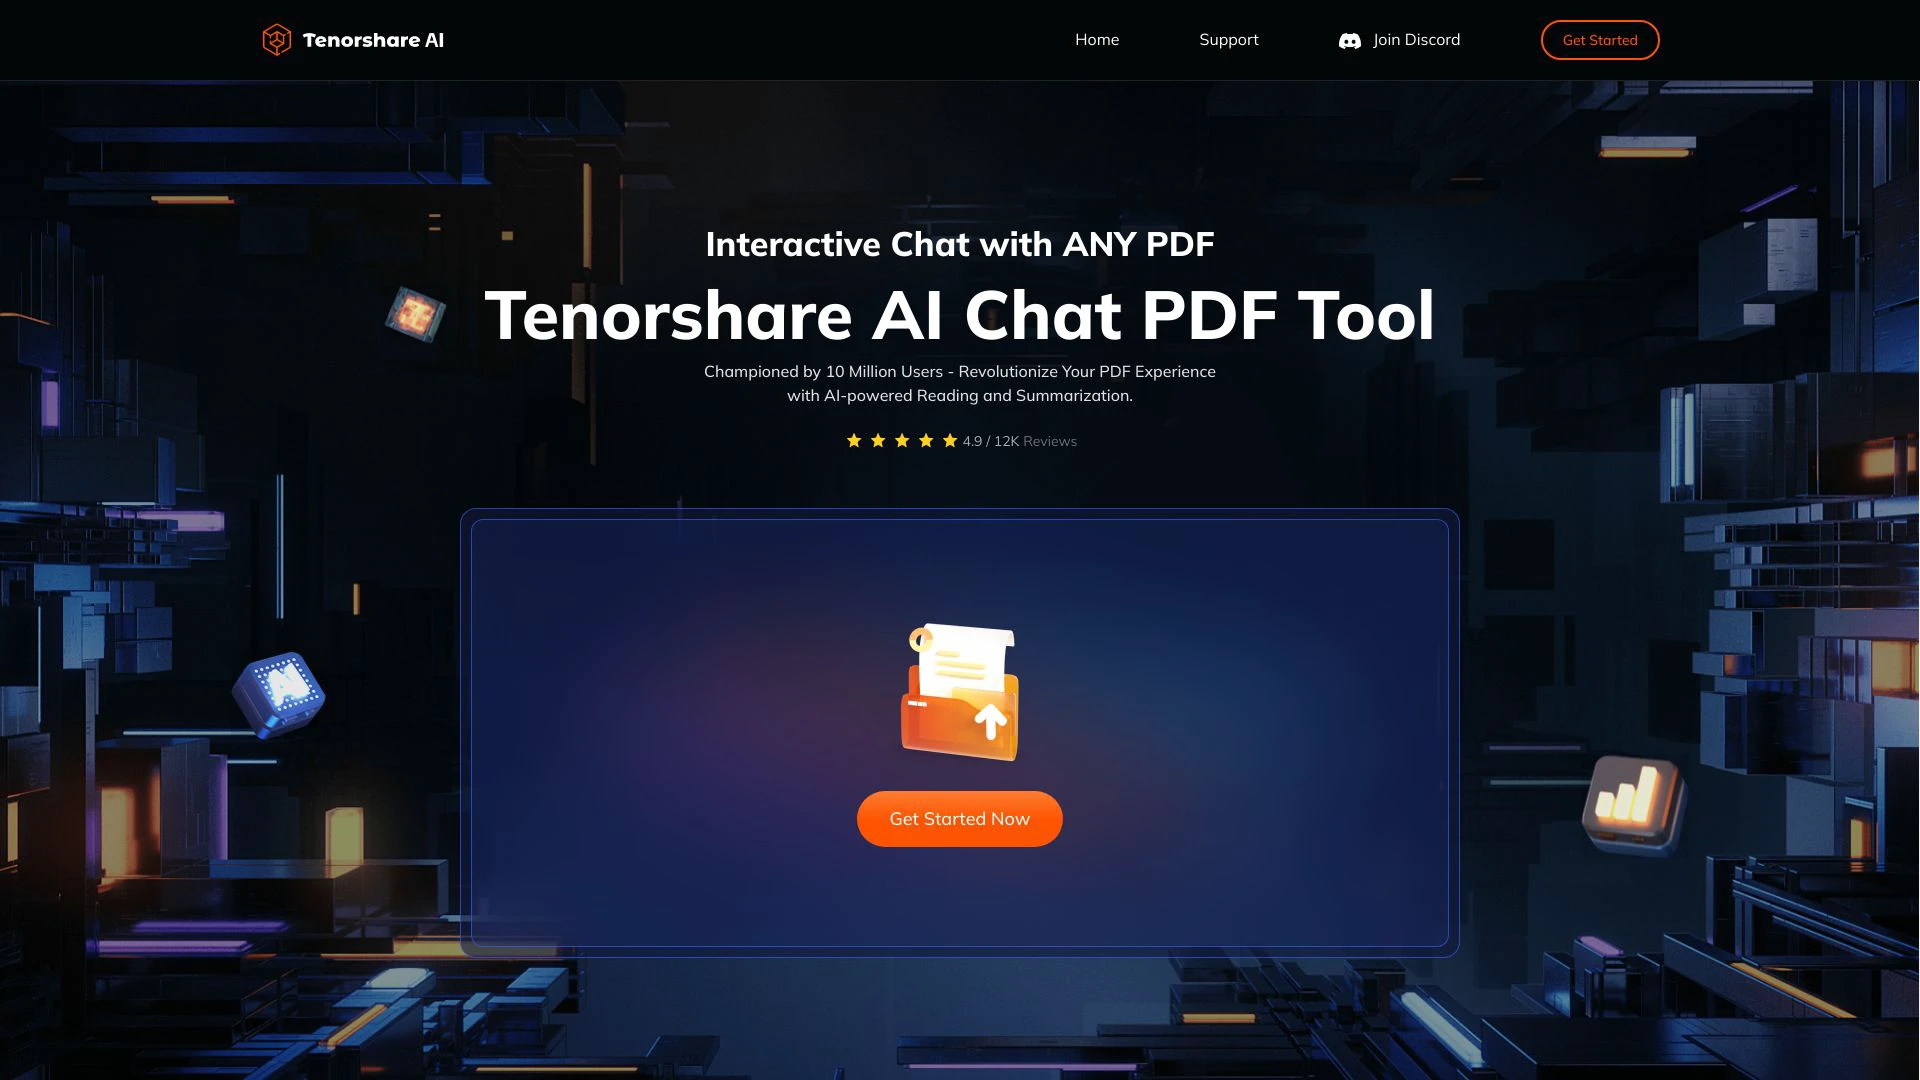 Tenorshare AI
Home
Support
Join Discord
Get Started
Interactive Chat with ANY PDF
Tenorshare AI Chat PDF Tool
Championed by 10 Million Users - Revolutionize Your PDF Experience
with AI-powered Reading and Summarization.
4.9 / 12K Reviews
AI
Get Started Now